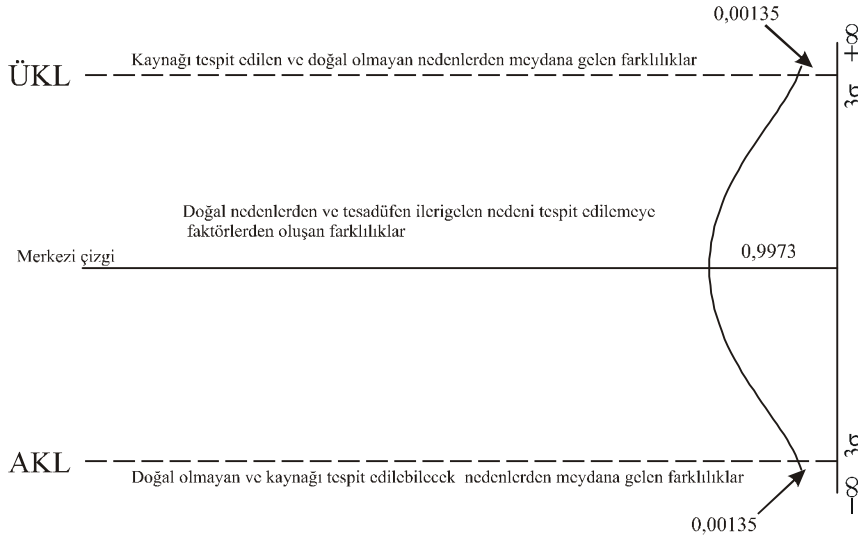 0,00135
+∞
Kaynağı tespit edilen ve doğal olmayan nedenlerden meydana gelen farklılıklar
ÜKL
3σ
Doğal nedenlerden ve tesadüfen ilerigelen nedeni tespit edilemeye
faktörlerden oluşan farklılıklar
Merkezi çizgi
0,9973
3σ
AKL
Doğal olmayan ve kaynağı tespit edilebilecek nedenlerden meydana gelen farklılıklar
−∞
0,00135